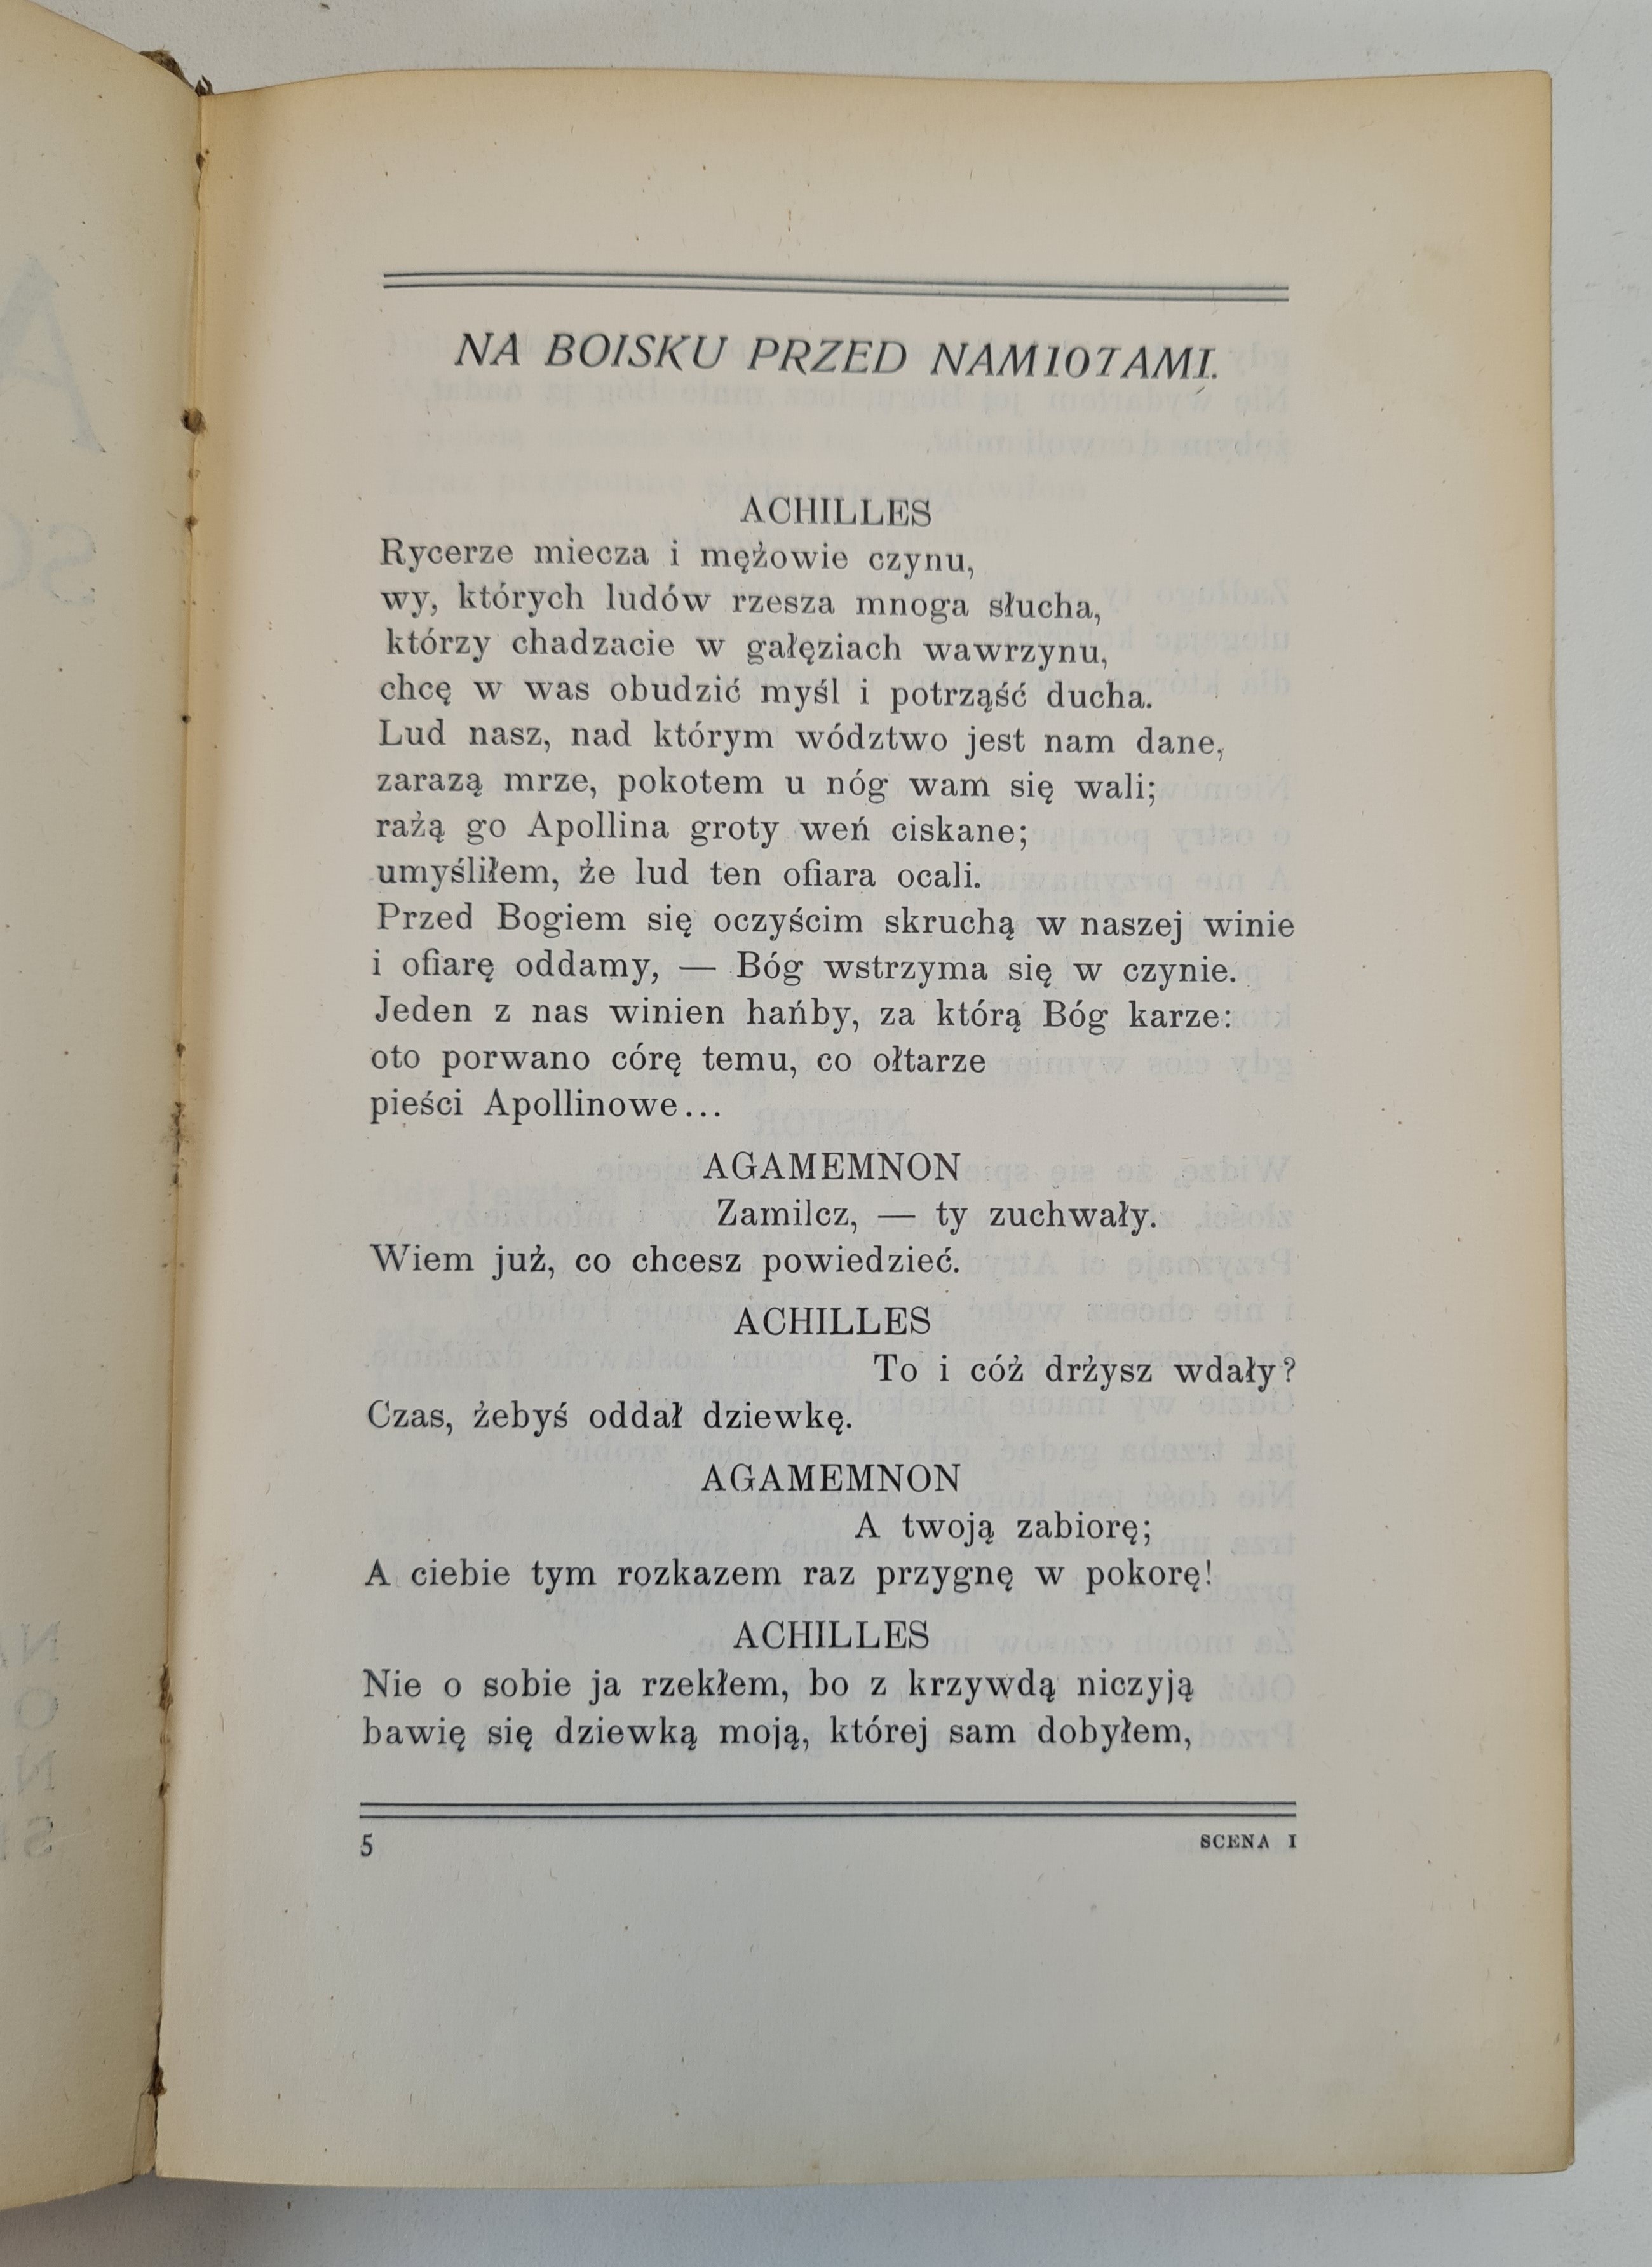 NA BOISKU PRZED NAMIOTAMI.
ACHILLES
Rycerze miecza i mężowie czynu,
wy, których ludów rzesza mnoga słucha,
którzy chadzacie w gałęziach wawrzynu,
chcę w was obudzić myśl i potrząść ducha.
Lud nasz, nad którym wództwo jest nam dane,
zarazą mrze, pokotem u nóg wam się wali;
rażą go Apollina groty weń ciskane;
umyśliłem, że lud ten ofiara ocali.
Przed Bogiem się oczyścim skruchą w naszej winie
i ofiarę oddamy, — Bóg wstrzyma się w czynie.
Jeden z nas winien hańby, za którą Bóg karze:
oto porwano córę temu, co ołtarze
pieści Apollinowe...
AGAMEMNON
Zamilcz, — ty zuchwały.
Wiem już, co chcesz powiedzieć.
ACHILLES
To i cóż drżysz wdały?
Czas, żebyś oddał dziewkę.
AGAMEMNON
A twoją zabiorę;
A ciebie tym rozkazem raz przygnę w pokorę!
ACHILLES
Nie o sobie ja rzekłem, bo z krzywdą niczyją
bawię się dziewką moją, której sam dobyłem,
5 SCENA I